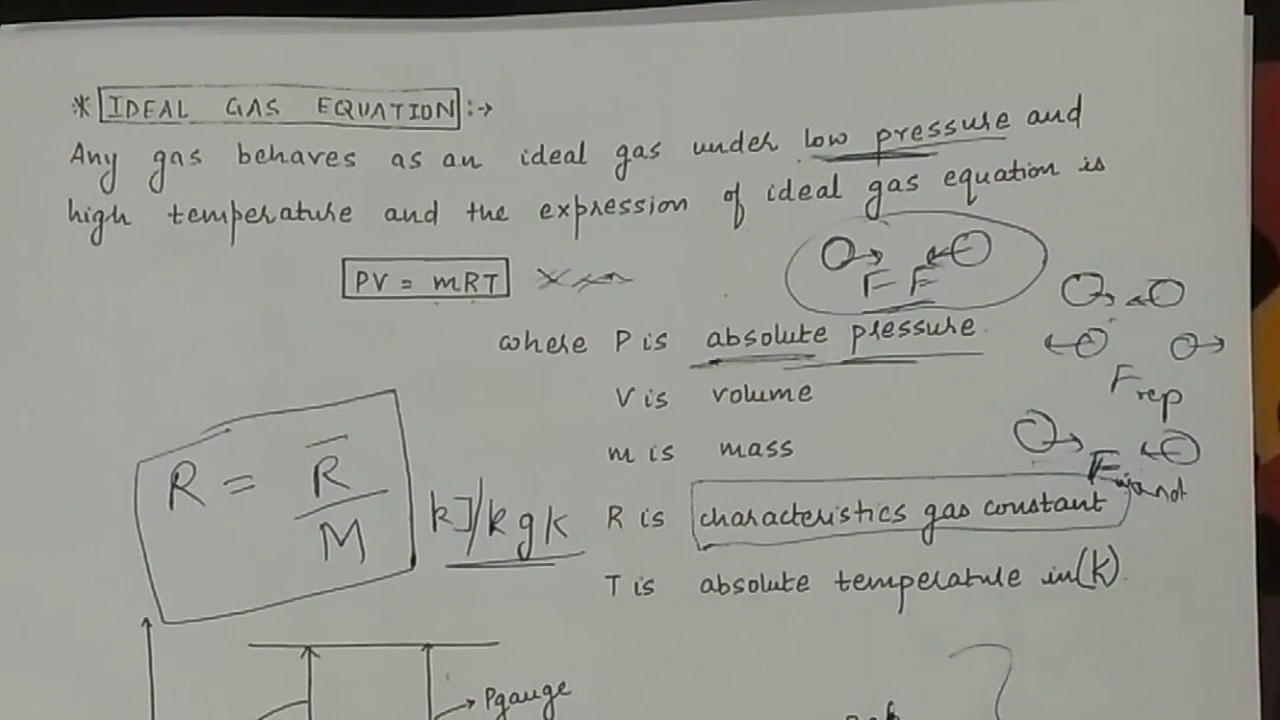 * IDEAL GAS EQUATION :→
Any gas behaves as an ideal gas under low pressure and
high temperature and the expression of ideal gas equation is
PV = mRT
F F
where P is absolute pressure.
V is volume
Frep
m is mass
R = R̅/M kJ/kgk
R is characteristics gas constant
T is absolute temperature in (k).
Pgauge